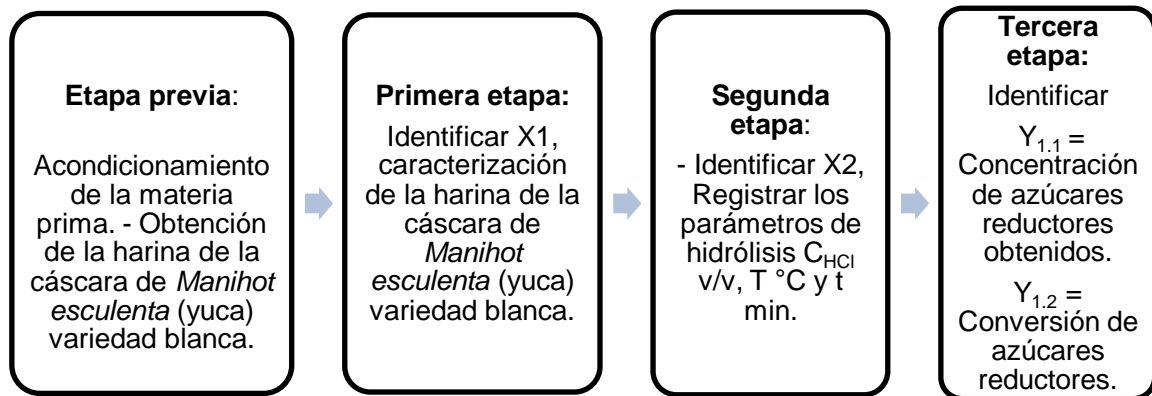 Etapa previa:
Acondicionamiento
de la materia
prima. - Obtención
de la harina de la
cáscara de Manihot
esculenta (yuca)
variedad blanca.
Primera etapa:
Identificar X1,
caracterización
de la harina de la
cáscara de
Manihot
esculenta (yuca)
variedad blanca.
Segunda
etapa:
- Identificar X2,
Registrar los
parámetros de
hidrólisis C_HCl
v/v, T °C y t
min.
Tercera
etapa:
Identificar
Y_1.1 =
Concentración
de azúcares
reductores
obtenidos.
Y_1.2 =
Conversión de
azúcares
reductores.